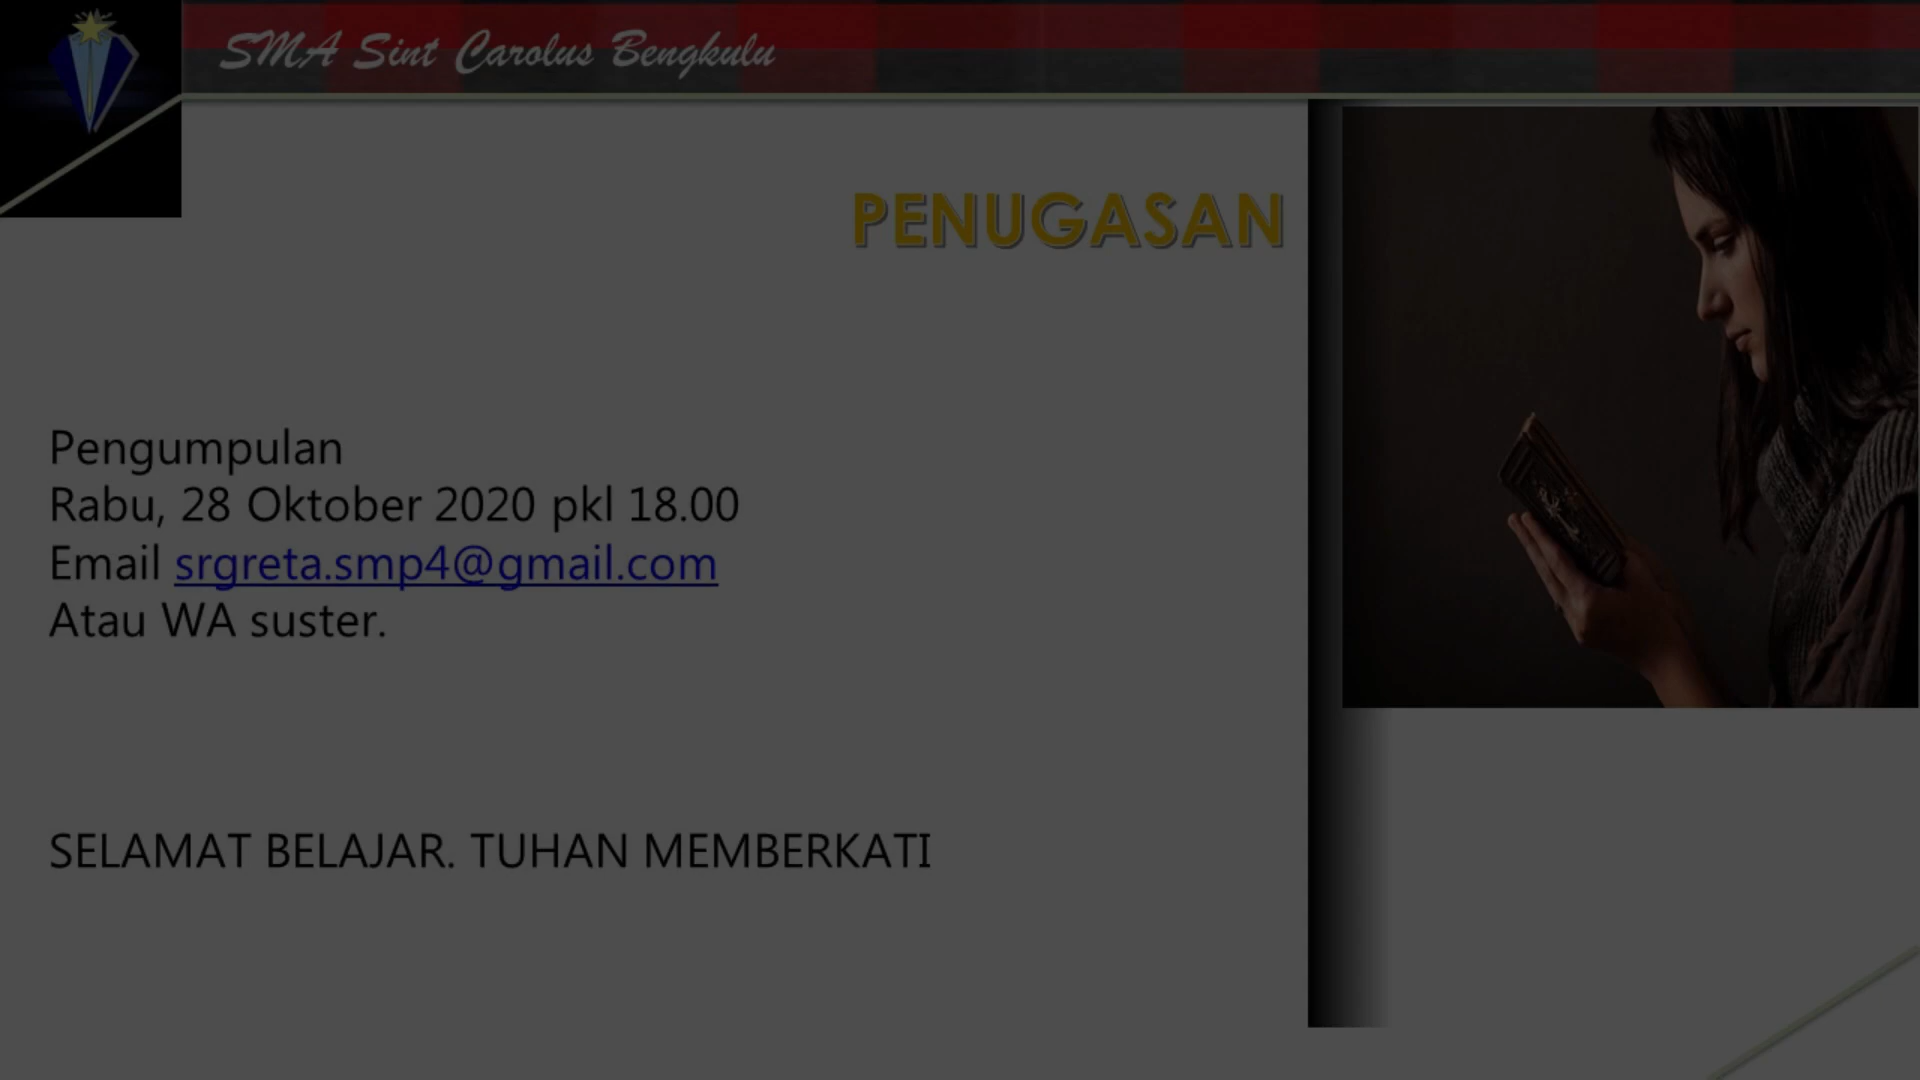 SMA Sint Carolus Bengkulu
PENUGASAN
Pengumpulan
Rabu, 28 Oktober 2020 pkl 18.00
Email srgreta.smp4@gmail.com
Atau WA suster.
SELAMAT BELAJAR. TUHAN MEMBERKATI